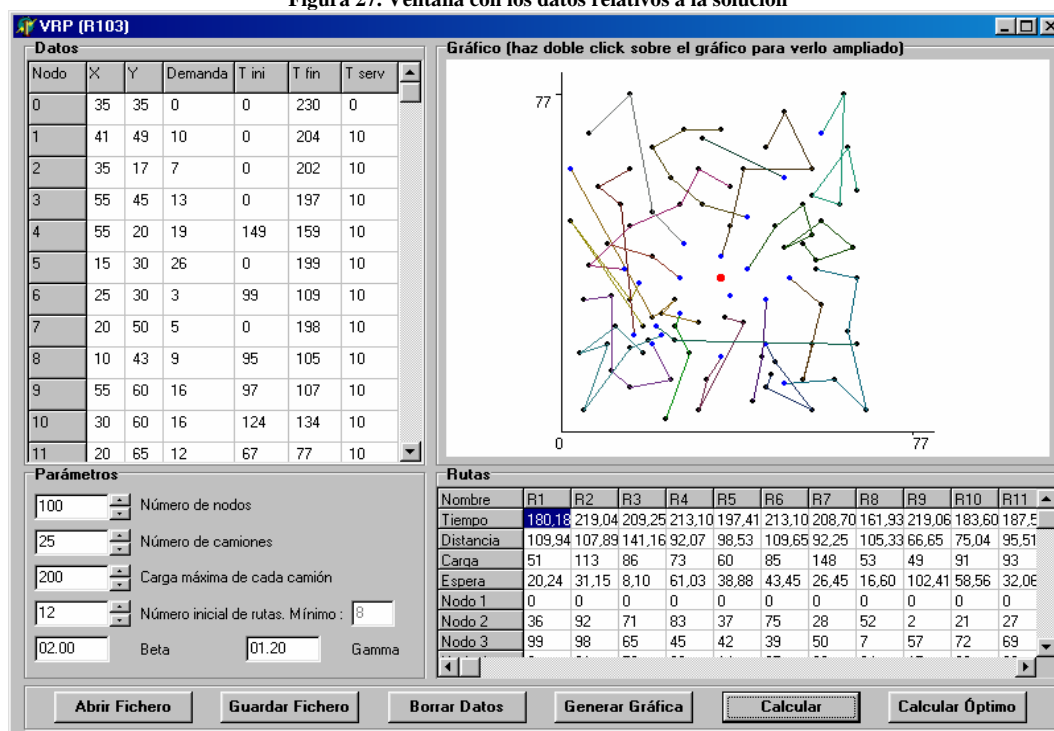 Figura 27. Ventana con los datos relativos a la solución
VRP (R103)
Datos
Nodo X Y Demanda T ini T fin T serv
0 35 35 0 0 230 0
1 41 49 10 0 204 10
2 35 17 7 0 202 10
3 55 45 13 0 197 10
4 55 20 19 149 159 10
5 15 30 26 0 199 10
6 25 30 3 99 109 10
7 20 50 5 0 198 10
8 10 43 9 95 105 10
9 55 60 16 97 107 10
10 30 60 16 124 134 10
11 20 65 12 67 77 10
Gráfico (haz doble click sobre el gráfico para verlo ampliado)
77
0 77
Parámetros
100 Número de nodos
25 Número de camiones
200 Carga máxima de cada camión
12 Número inicial de rutas. Mínimo : 8
02.00 Beta 01.20 Gamma
Rutas
Nombre R1 R2 R3 R4 R5 R6 R7 R8 R9 R10 R11
Tiempo 180,18 219,04 209,25 213,10 197,41 213,10 208,70 161,93 219,06 183,60 187,5
Distancia 109,94 107,89 141,16 92,07 98,53 109,65 92,25 105,33 66,65 75,04 95,51
Carga 51 113 86 73 60 85 148 53 49 91 93
Espera 20,24 31,15 8,10 61,03 38,88 43,45 26,45 16,60 102,41 58,56 32,06
Nodo 1 0 0 0 0 0 0 0 0 0 0 0
Nodo 2 36 92 71 83 37 75 28 52 2 21 27
Nodo 3 99 98 65 45 42 39 50 7 57 72 69
Abrir Fichero Guardar Fichero Borrar Datos Generar Gráfica Calcular Calcular Óptimo